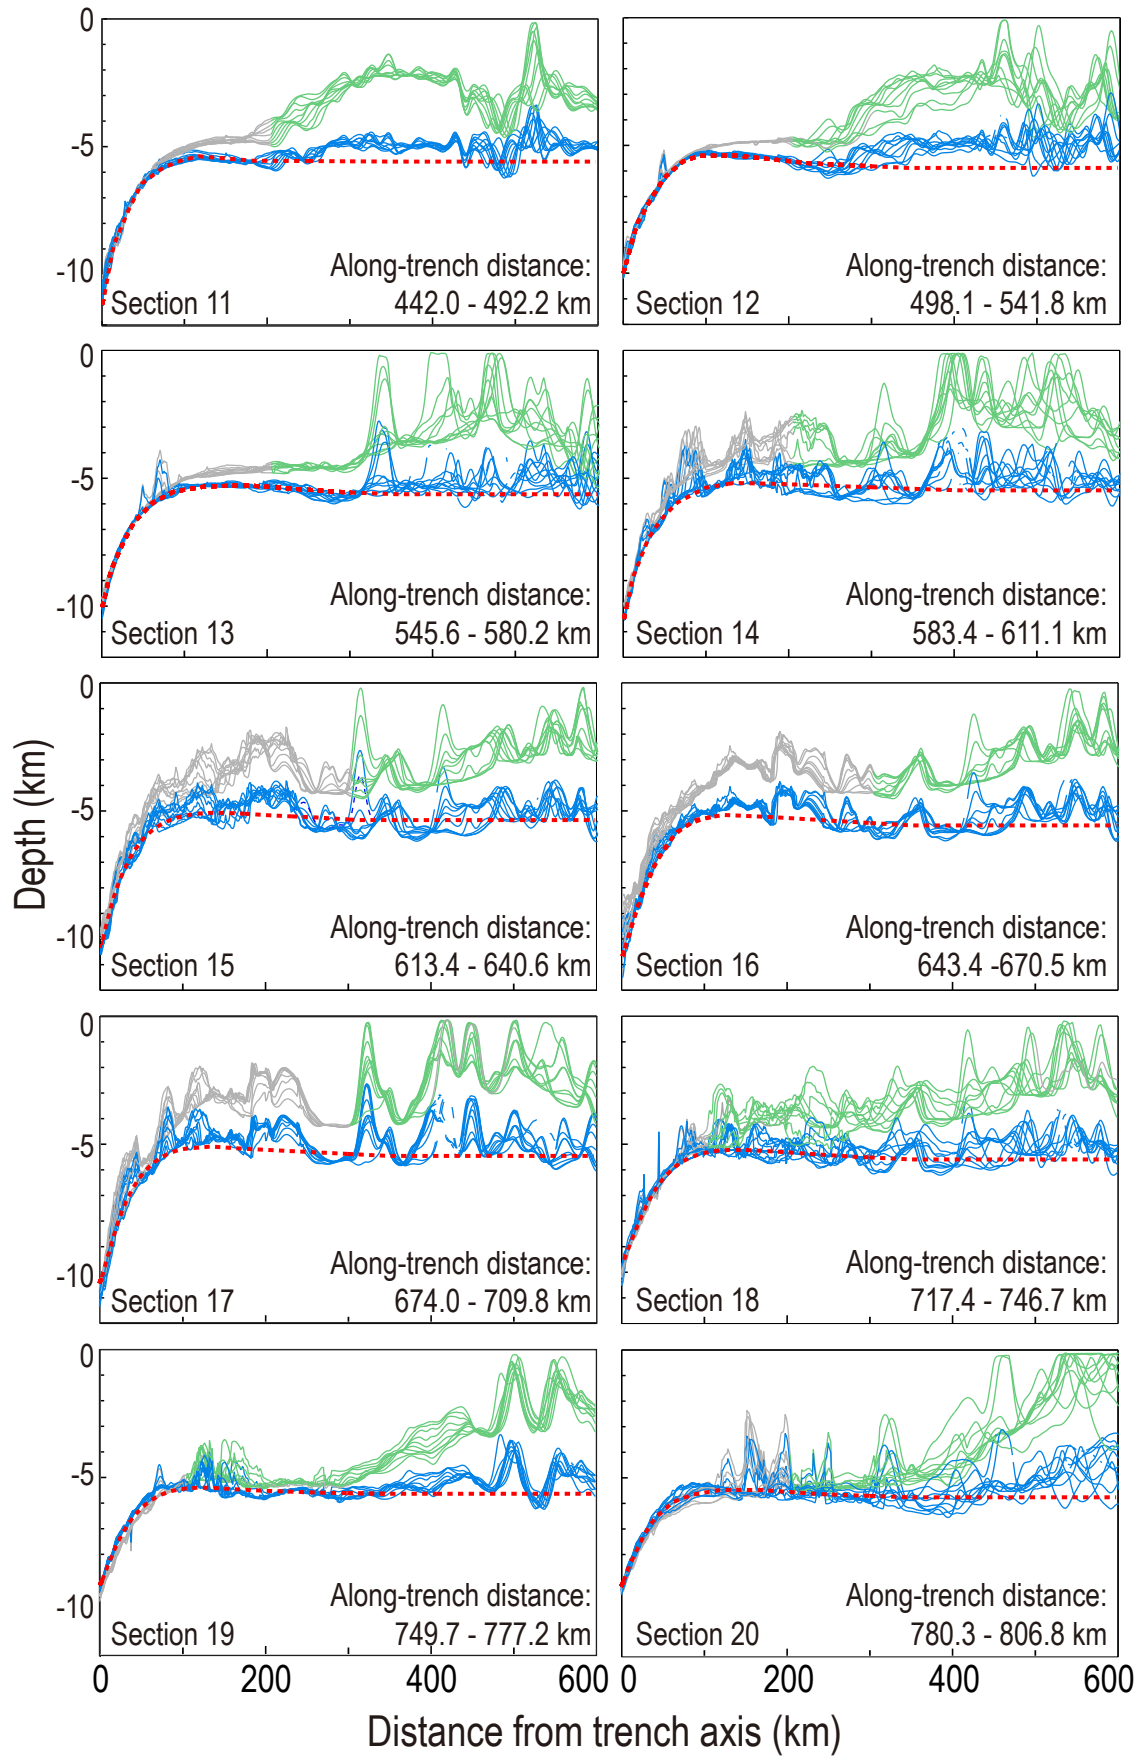 0
-5
-10
Along-trench distance:
Section 11
442.0 - 492.2 km
Along-trench distance:
Section 12
498.1 - 541.8 km
0
-5
-10
Along-trench distance:
Section 13
545.6 - 580.2 km
Along-trench distance:
Section 14
583.4 - 611.1 km
Depth (km)
0
-5
-10
Along-trench distance:
Section 15
613.4 - 640.6 km
Along-trench distance:
Section 16
643.4 -670.5 km
0
-5
-10
Along-trench distance:
Section 17
674.0 - 709.8 km
Along-trench distance:
Section 18
717.4 - 746.7 km
0
-5
-10
Along-trench distance:
Section 19
749.7 - 777.2 km
Along-trench distance:
Section 20
780.3 - 806.8 km
0 200 400 600
0 200 400 600
Distance from trench axis (km)